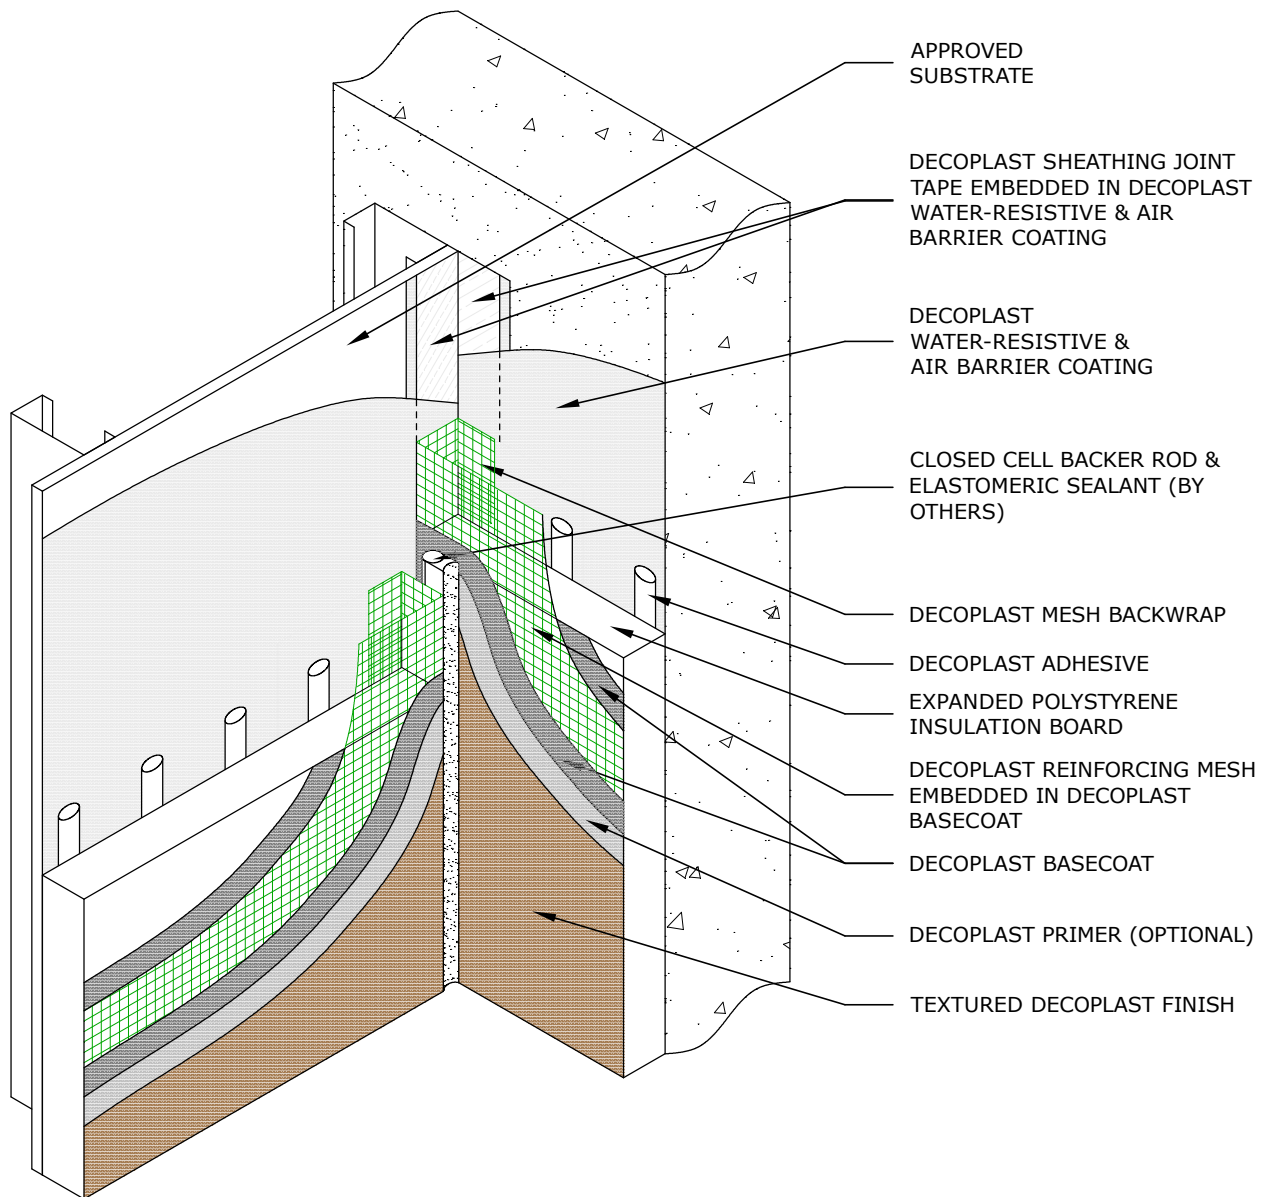 APPROVED
SUBSTRATE
DECOPLAST SHEATHING JOINT
TAPE EMBEDDED IN DECOPLAST
WATER-RESISTIVE & AIR
BARRIER COATING
DECOPLAST
WATER-RESISTIVE &
AIR BARRIER COATING
CLOSED CELL BACKER ROD &
ELASTOMERIC SEALANT (BY
OTHERS)
DECOPLAST MESH BACKWRAP
DECOPLAST ADHESIVE
EXPANDED POLYSTYRENE
INSULATION BOARD
DECOPLAST REINFORCING MESH
EMBEDDED IN DECOPLAST
BASECOAT
DECOPLAST BASECOAT
DECOPLAST PRIMER (OPTIONAL)
TEXTURED DECOPLAST FINISH